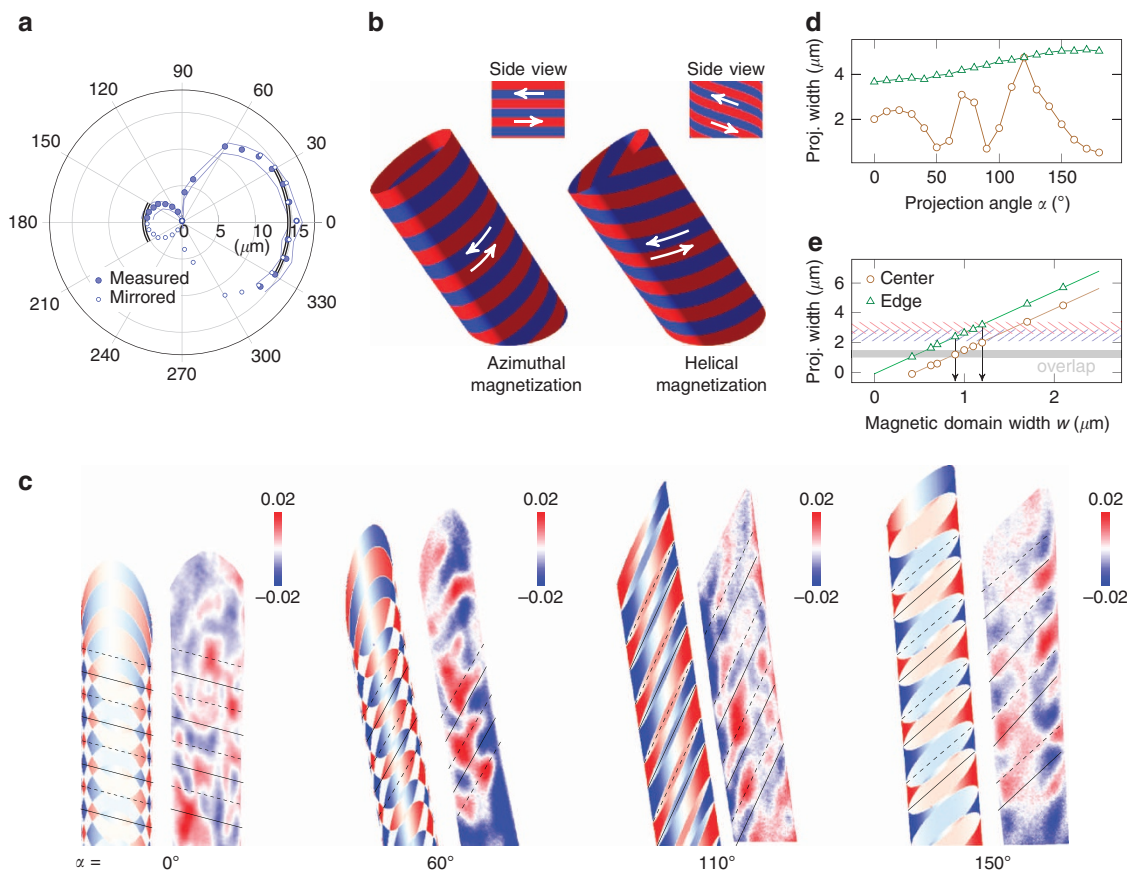 a
90
120
60
150
30
180
0
0
5
10
15
(μm)
Measured
Mirrored
210
330
240
300
270
b
Side view
Side view
Azimuthal
magnetization
Helical
magnetization
d
Proj. width (μm)
4
2
0
50
100
150
Projection angle α (°)
e
Proj. width (μm)
6
4
2
0
Center
Edge
overlap
0
1
2
Magnetic domain width w (μm)
c
0.02
−0.02
0.02
−0.02
0.02
−0.02
0.02
−0.02
α = 0° 60° 110° 150°